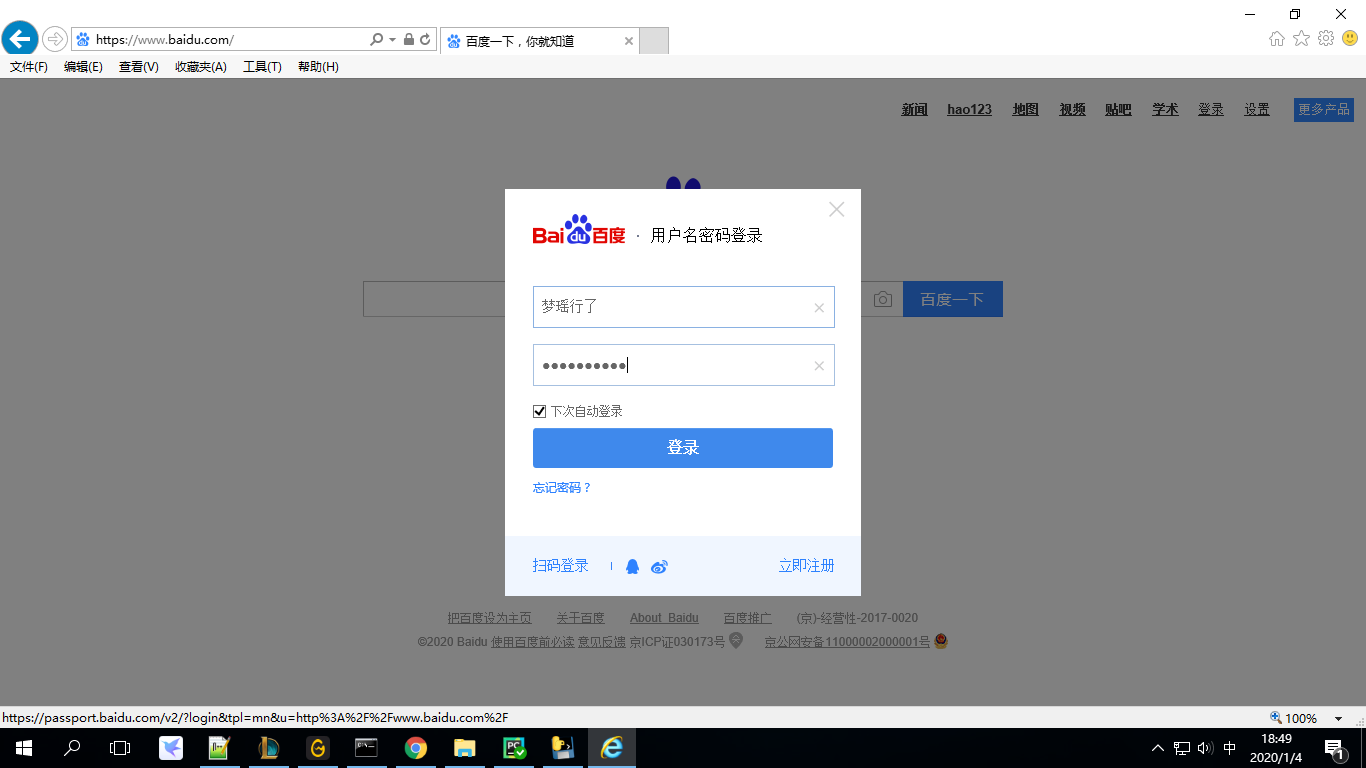 https://www.baidu.com/
百度一下，你就知道
文件(F) 编辑(E) 查看(V) 收藏夹(A) 工具(T) 帮助(H)
新闻 hao123 地图 视频 贴吧 学术 登录 设置 更多产品
Bai du 百度 · 用户名密码登录
梦瑶行了
百度一下
下次自动登录
登录
忘记密码？
扫码登录 立即注册
把百度设为主页 关于百度 About Baidu 百度推广 (京)-经营性-2017-0020
©2020 Baidu 使用百度前必读 意见反馈 京ICP证030173号 京公网安备11000002000001号
https://passport.baidu.com/v2/?login&tpl=mn&u=http%3A%2F%2Fwww.baidu.com%2F
100%
中
18:49
2020/1/4
1